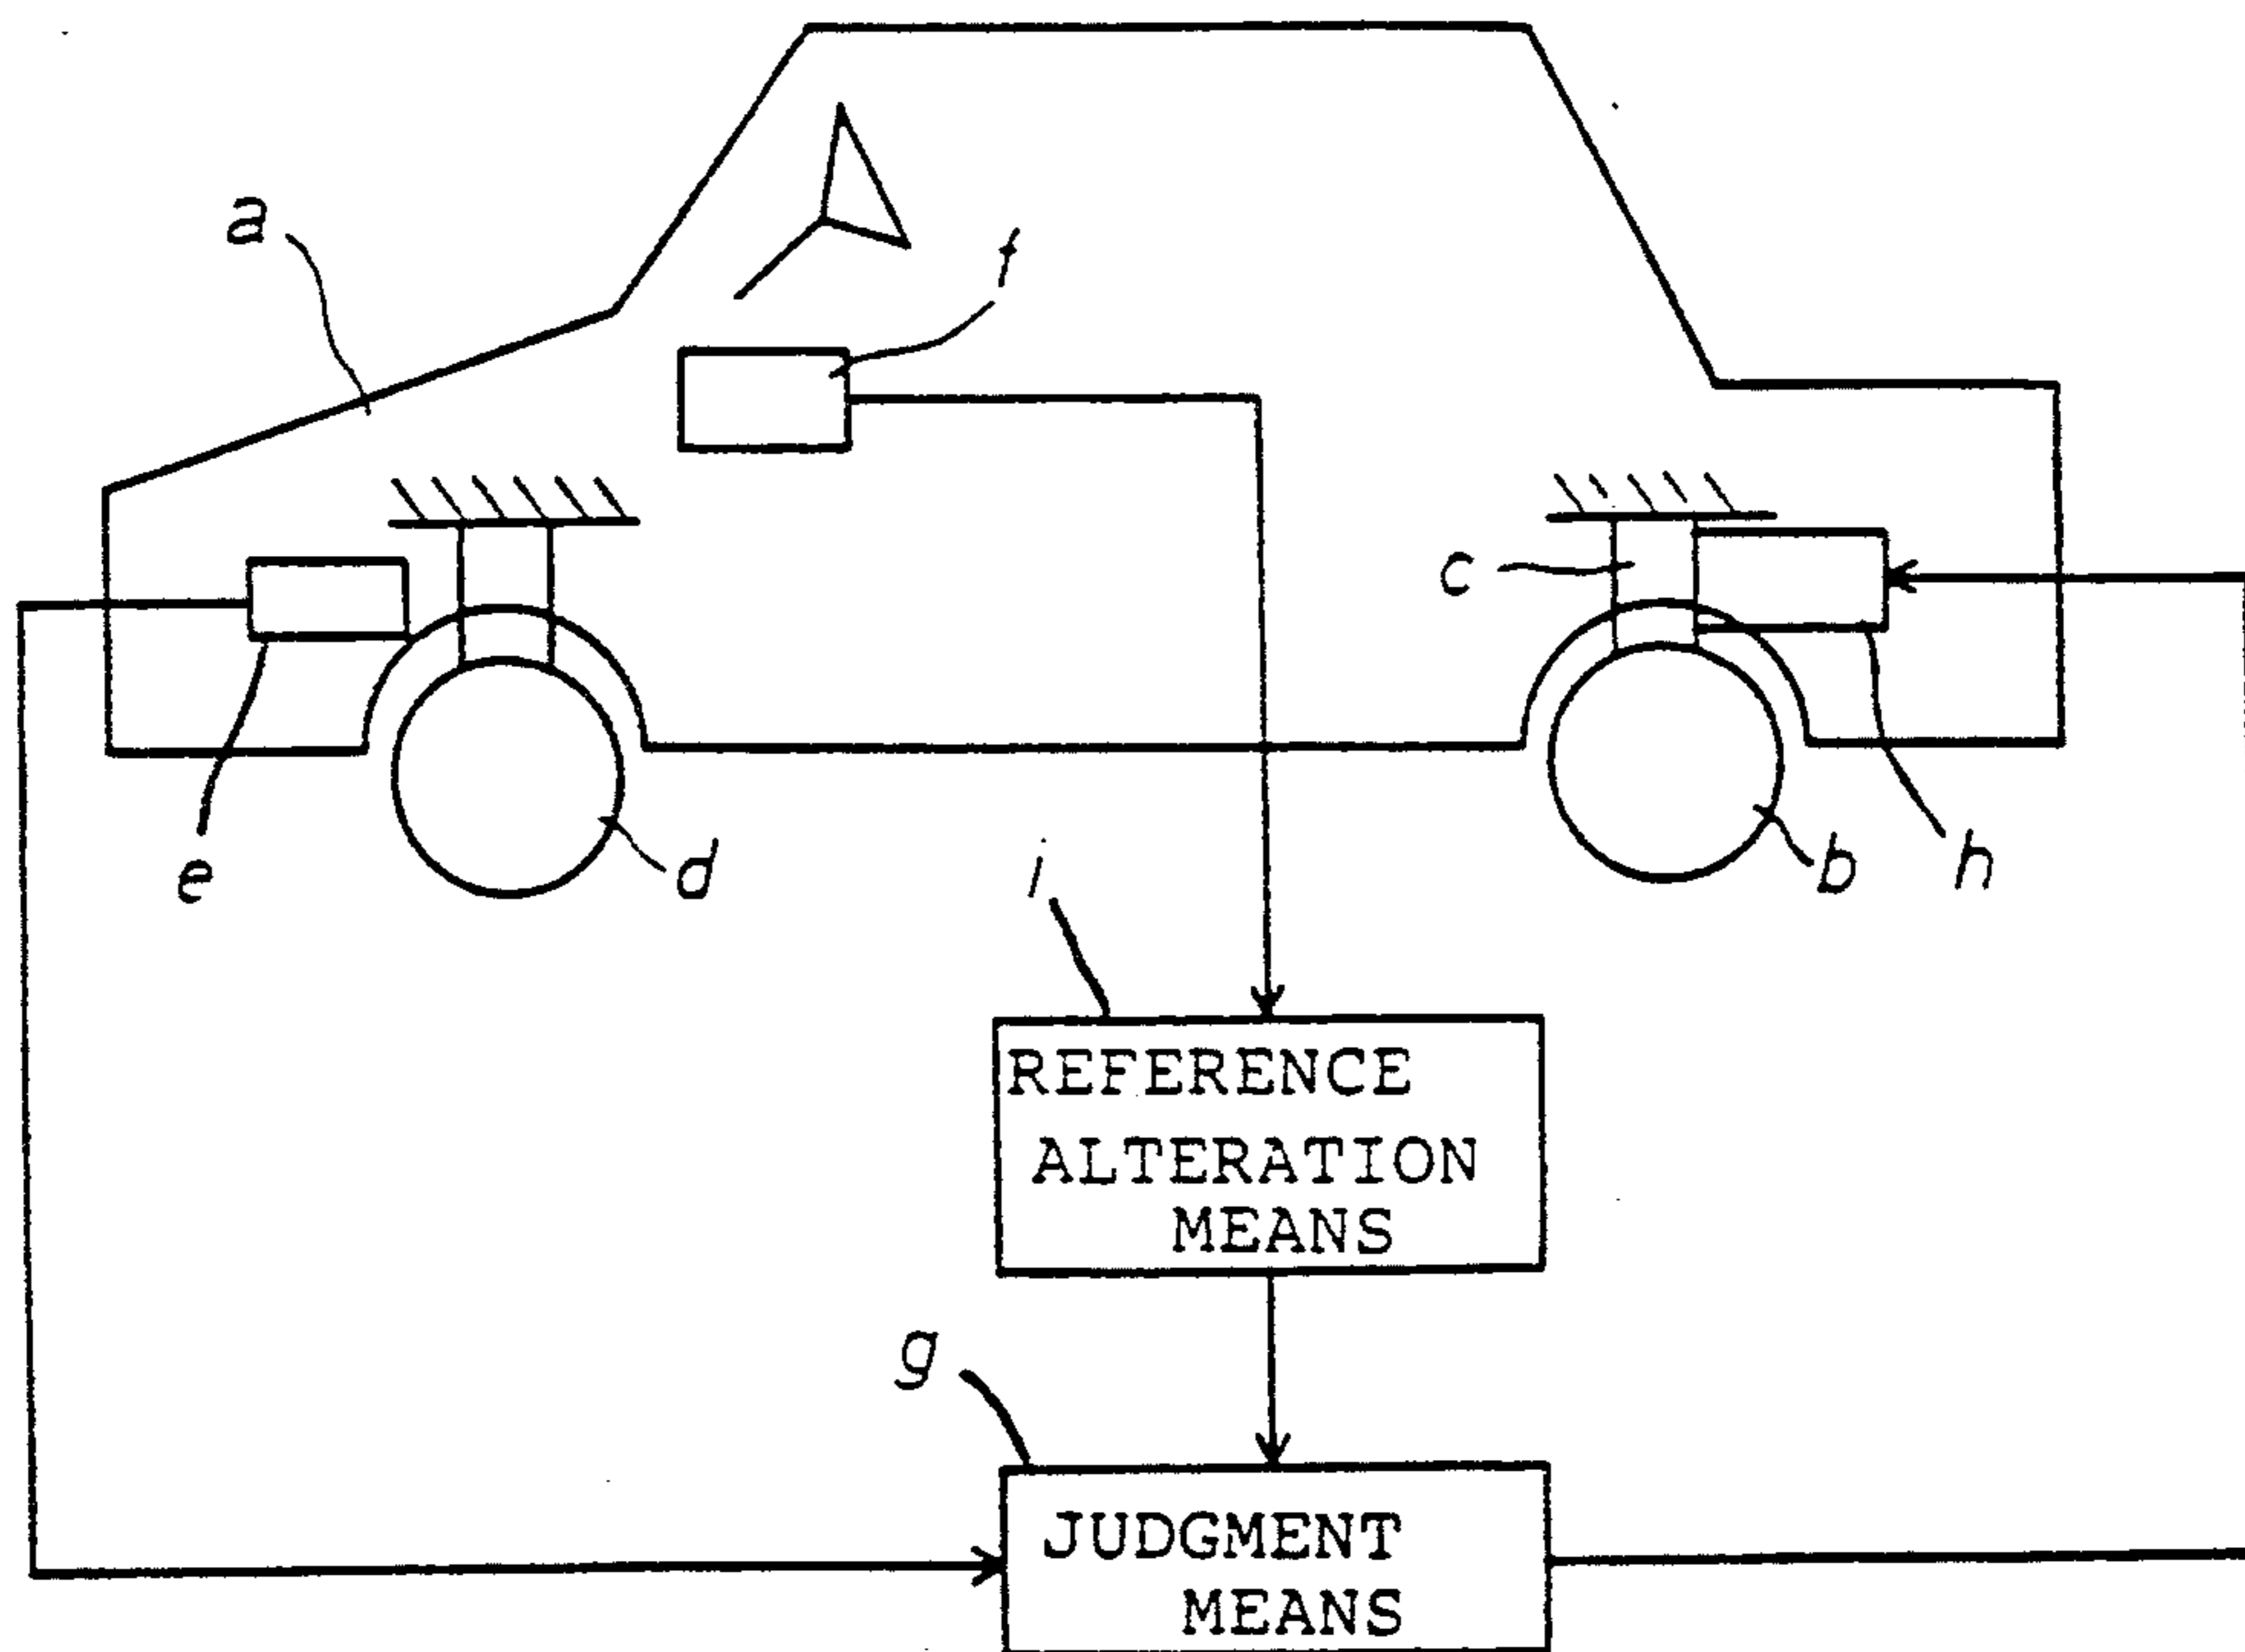 a
f
c
e
d
i
b
h
REFERENCE
ALTERATION
MEANS
g
JUDGMENT
MEANS